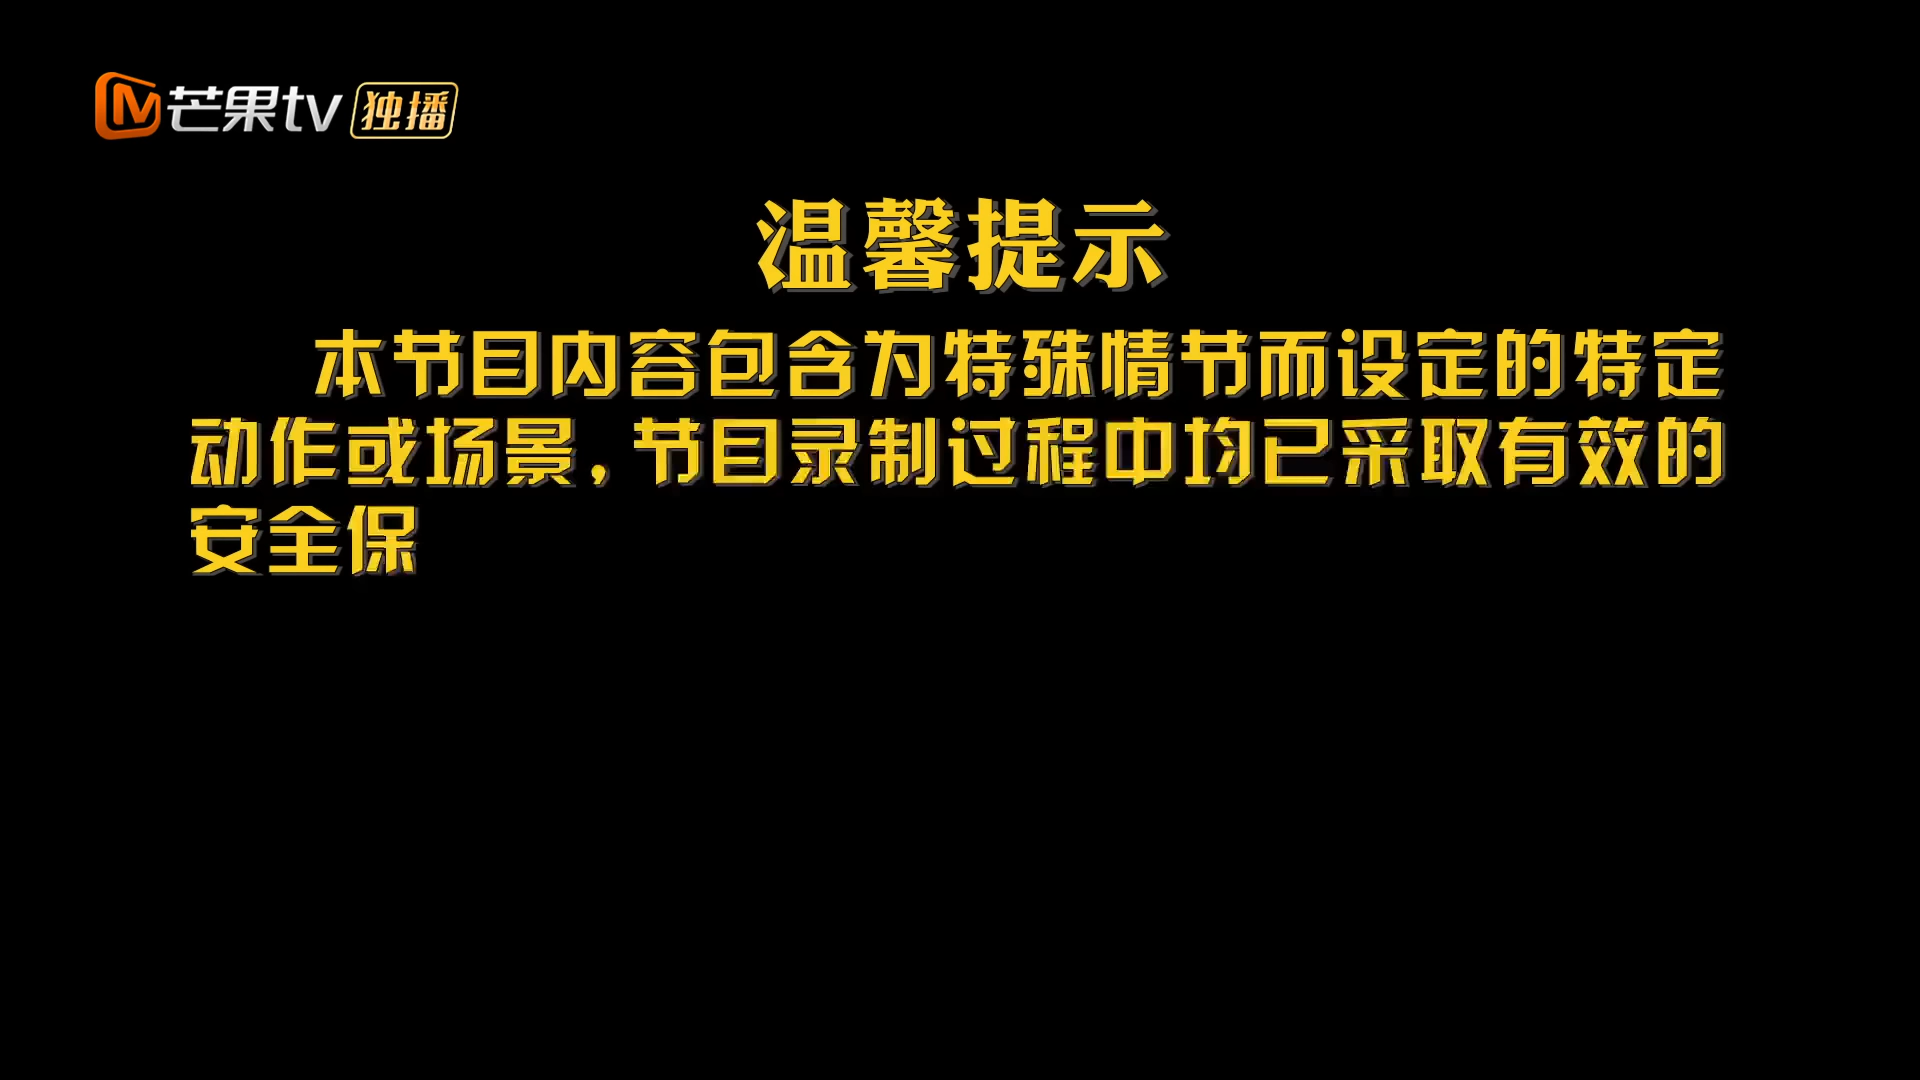 芒果tv 独播
温馨提示
本节目内容包含为特殊情节而设定的特定
动作或场景，节目录制过程中均已采取有效的
安全保